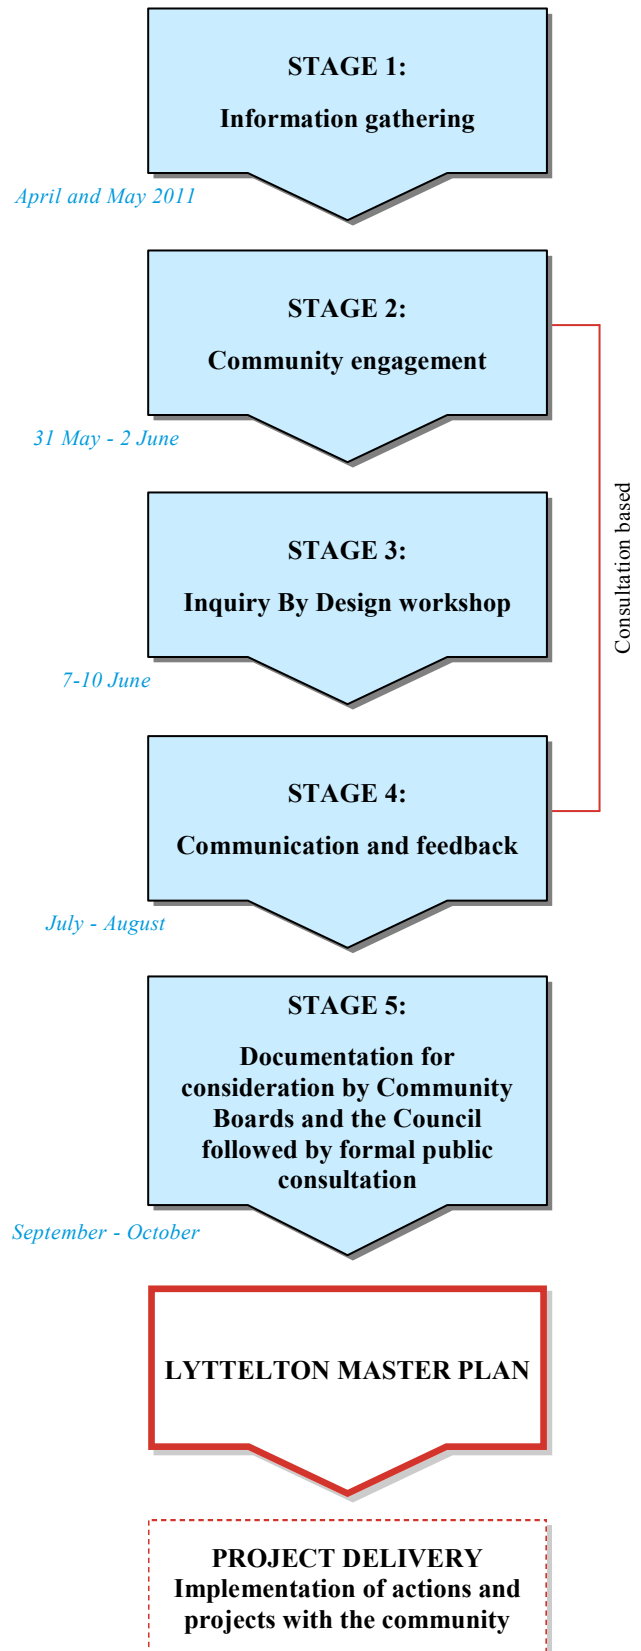 STAGE 1:
Information gathering
April and May 2011
STAGE 2:
Community engagement
31 May - 2 June
Consultation based
STAGE 3:
Inquiry By Design workshop
7-10 June
STAGE 4:
Communication and feedback
July - August
STAGE 5:
Documentation for
consideration by Community
Boards and the Council
followed by formal public
consultation
September - October
LYTTELTON MASTER PLAN
PROJECT DELIVERY
Implementation of actions and
projects with the community